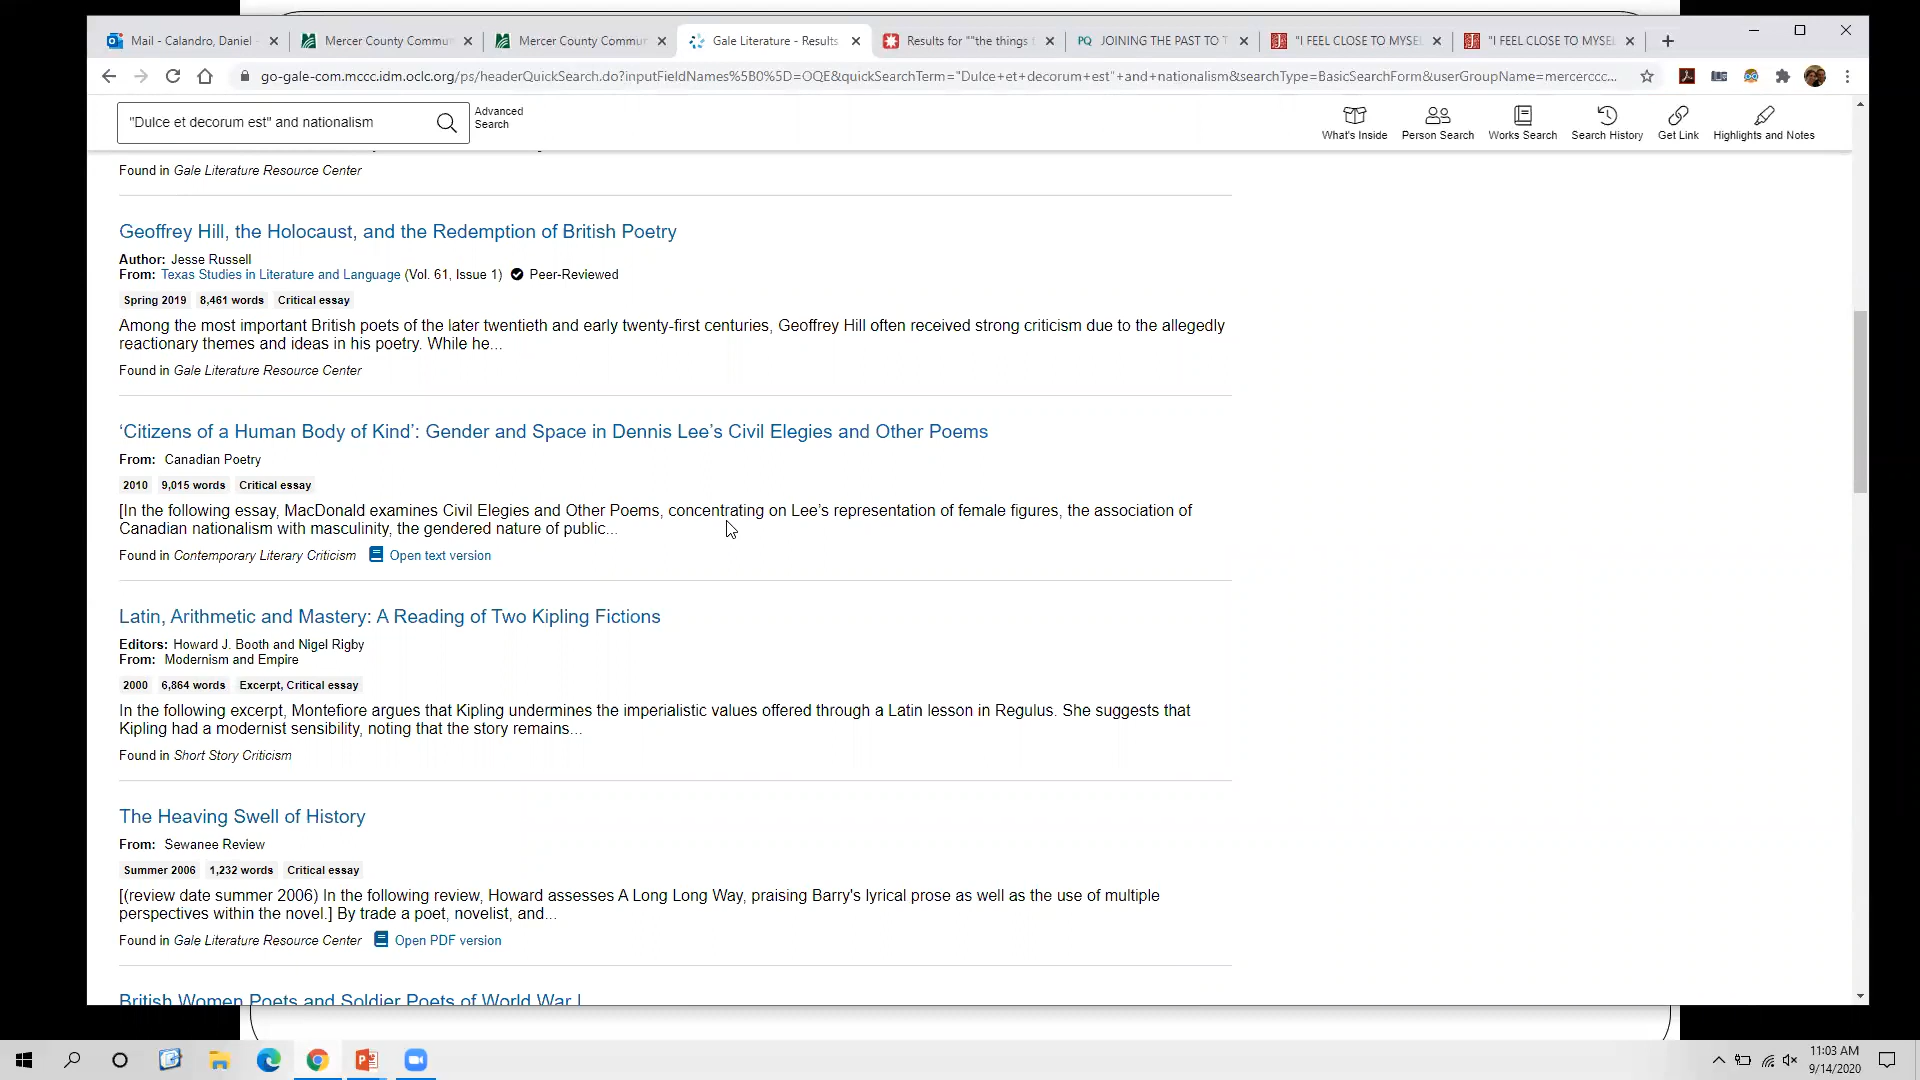 Mail - Calandro, Daniel -
Mercer County Commu
Mercer County Commu
Gale Literature - Results
Results for ""the things
PQ
JOINING THE PAST TO T
"I FEEL CLOSE TO MYSEL
"I FEEL CLOSE TO MYSEL
go-gale-com.mccc.idm.oclc.org/ps/headerQuickSearch.do?inputFieldNames%5B0%5D=OQE&quickSearchTerm="Dulce+et+decorum+est"+and+nationalism&searchType=BasicSearchForm&userGroupName=mercerccc...
"Dulce et decorum est" and nationalism
Advanced
Search
What's Inside
Person Search
Works Search
Search History
Get Link
Highlights and Notes
Found in Gale Literature Resource Center
Geoffrey Hill, the Holocaust, and the Redemption of British Poetry
Author: Jesse Russell
From: Texas Studies in Literature and Language (Vol. 61, Issue 1) Peer-Reviewed
Spring 2019 8,461 words Critical essay
Among the most important British poets of the later twentieth and early twenty-first centuries, Geoffrey Hill often received strong criticism due to the allegedly
reactionary themes and ideas in his poetry. While he...
Found in Gale Literature Resource Center
‘Citizens of a Human Body of Kind’: Gender and Space in Dennis Lee’s Civil Elegies and Other Poems
From: Canadian Poetry
2010 9,015 words Critical essay
[In the following essay, MacDonald examines Civil Elegies and Other Poems, concentrating on Lee’s representation of female figures, the association of
Canadian nationalism with masculinity, the gendered nature of public...
Found in Contemporary Literary Criticism Open text version
Latin, Arithmetic and Mastery: A Reading of Two Kipling Fictions
Editors: Howard J. Booth and Nigel Rigby
From: Modernism and Empire
2000 6,864 words Excerpt, Critical essay
In the following excerpt, Montefiore argues that Kipling undermines the imperialistic values offered through a Latin lesson in Regulus. She suggests that
Kipling had a modernist sensibility, noting that the story remains...
Found in Short Story Criticism
The Heaving Swell of History
From: Sewanee Review
Summer 2006 1,232 words Critical essay
[(review date summer 2006) In the following review, Howard assesses A Long Long Way, praising Barry's lyrical prose as well as the use of multiple
perspectives within the novel.] By trade a poet, novelist, and...
Found in Gale Literature Resource Center Open PDF version
British Women Poets and Soldier Poets of World War I
11:03 AM
9/14/2020